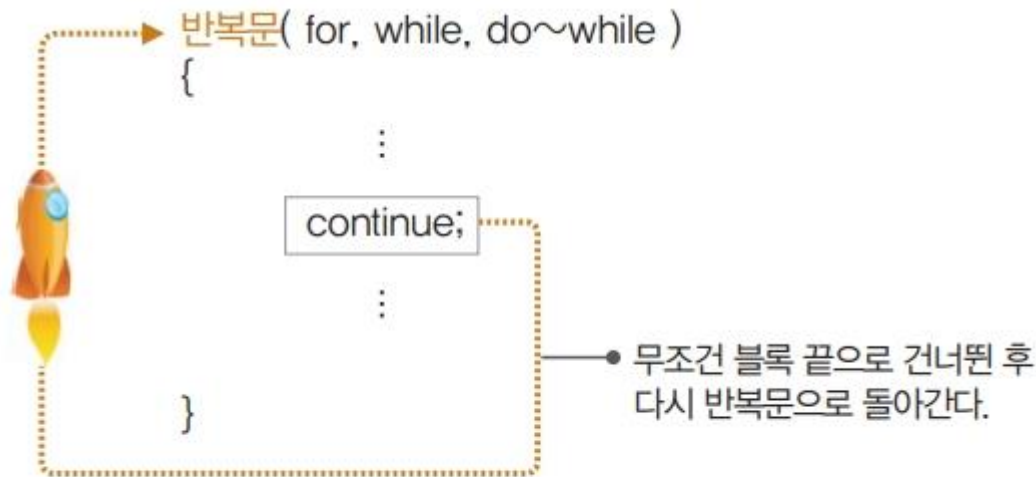 반복문( for, while, do~while )
{
⋮
continue;
⋮
무조건 블록 끝으로 건너뛴 후
다시 반복문으로 돌아간다.
}